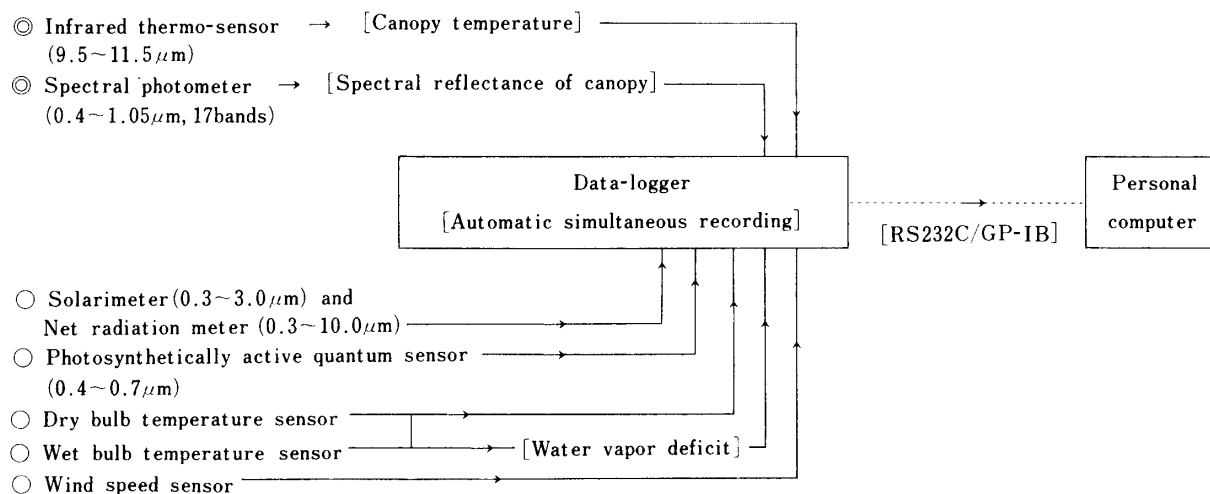 ◎ Infrared thermo-sensor → [Canopy temperature]
(9.5~11.5μm)
◎ Spectral photometer → [Spectral reflectance of canopy]
(0.4~1.05μm, 17bands)
Data-logger
[Automatic simultaneous recording]
Personal
computer
[RS232C/GP-IB]
○ Solarimeter(0.3~3.0μm) and
Net radiation meter (0.3~10.0μm)
○ Photosynthetically active quantum sensor
(0.4~0.7μm)
○ Dry bulb temperature sensor
○ Wet bulb temperature sensor
[Water vapor deficit]
○ Wind speed sensor